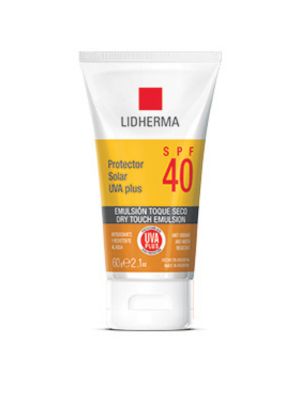 LIDHERMA
SPF
40
Protector
Solar
UVA plus
EMULSIÓN TOQUE SECO
DRY TOUCH EMULSION
UVA
PLUS
60g e 2,1oz